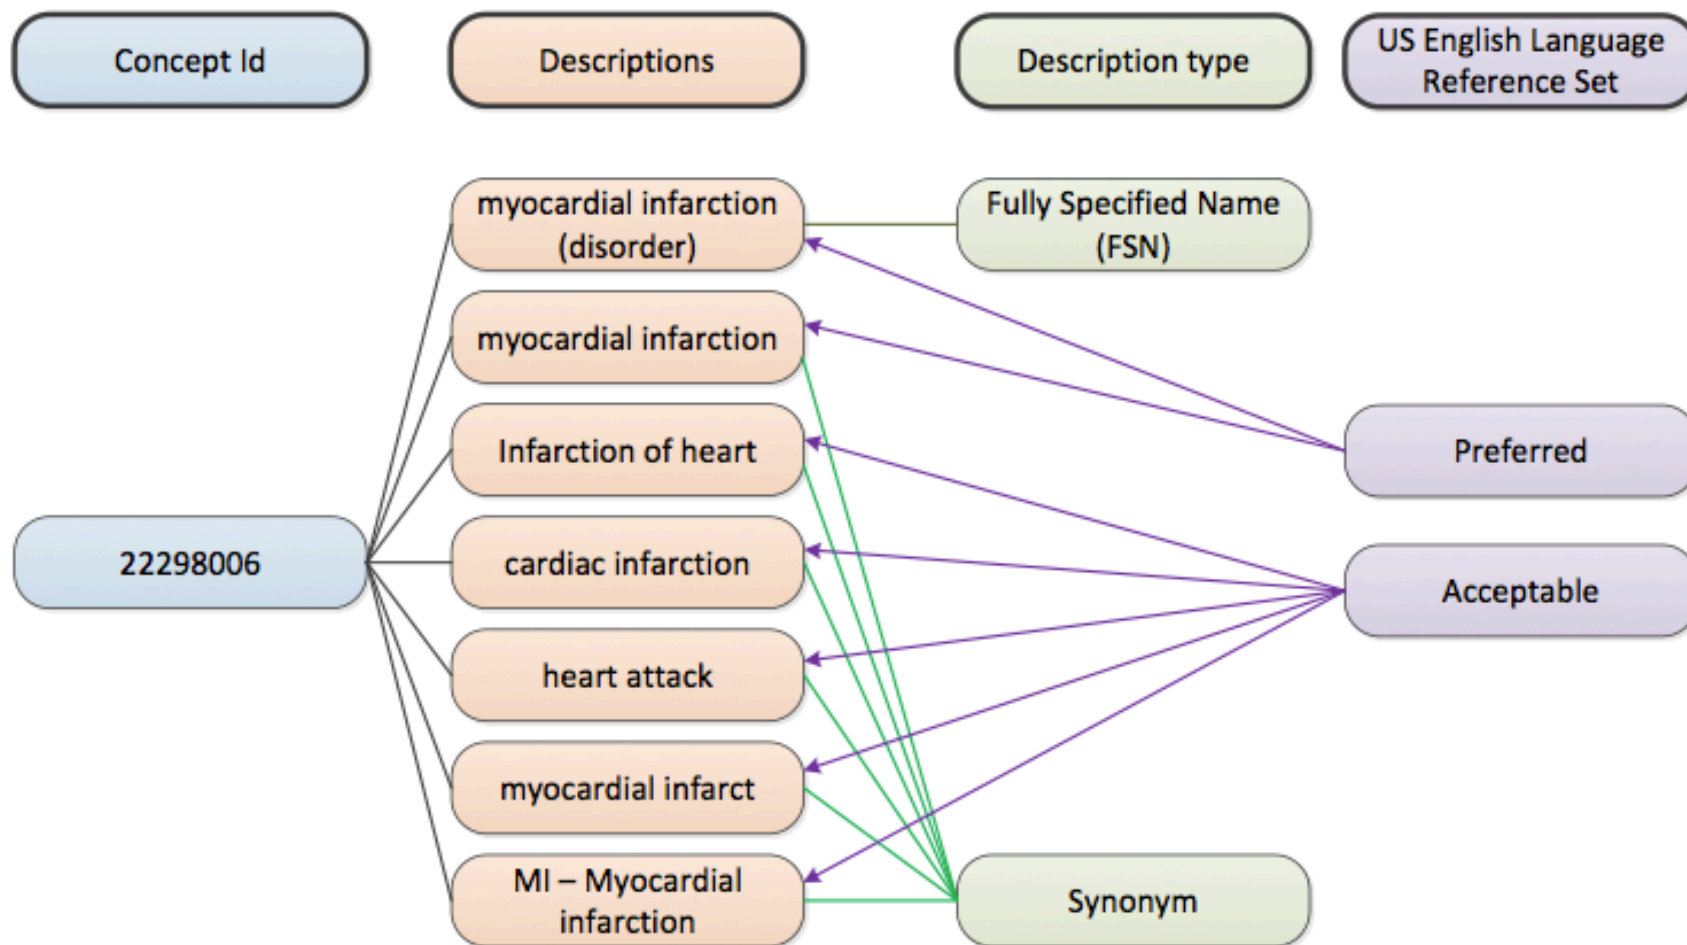 Concept Id
Descriptions
Description type
US English Language
Reference Set
myocardial infarction
(disorder)
Fully Specified Name
(FSN)
myocardial infarction
Infarction of heart
Preferred
22298006
cardiac infarction
Acceptable
heart attack
myocardial infarct
MI – Myocardial
infarction
Synonym